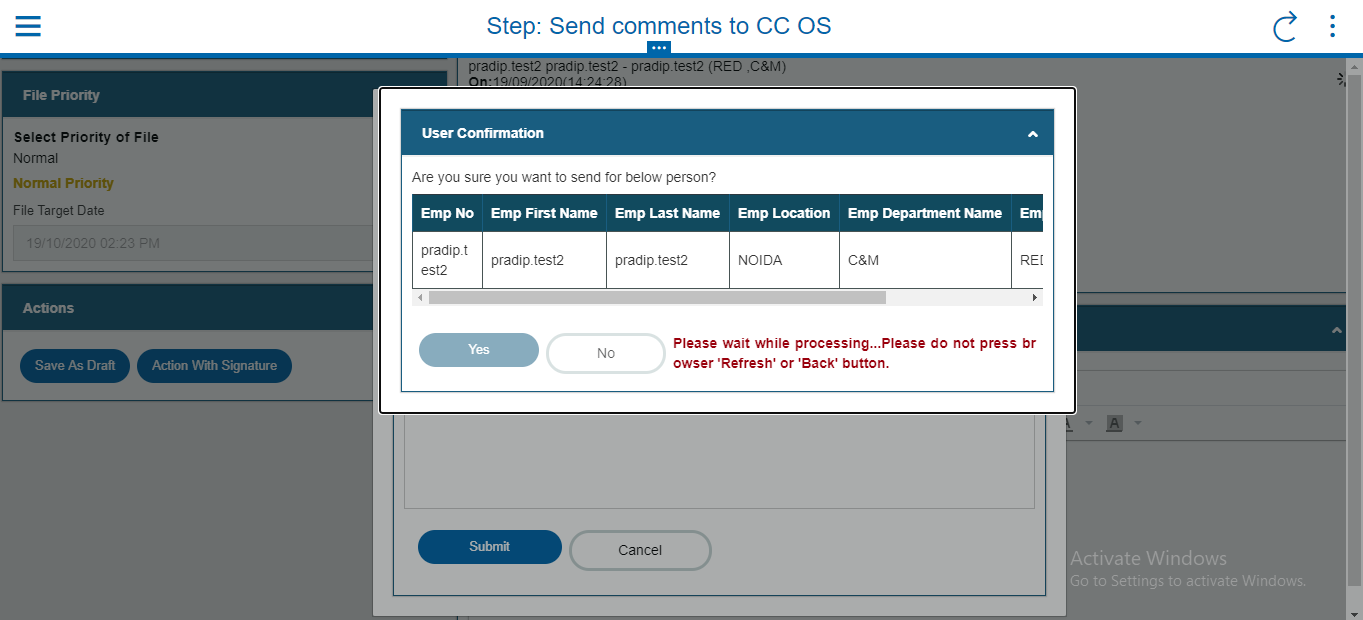 Step: Send comments to CC OS
pradip.test2 pradip.test2 - pradip.test2 (RED ,C&M)
On:19/09/2020(14:24:28)
File Priority
Select Priority of File
Normal
Normal Priority
File Target Date
19/10/2020 02:23 PM
Actions
Save As Draft Action With Signature
User Confirmation
Are you sure you want to send for below person?
Emp No Emp First Name Emp Last Name Emp Location Emp Department Name
pradip.t
est2 pradip.test2 pradip.test2 NOIDA C&M
Yes No
Please wait while processing...Please do not press br
owser 'Refresh' or 'Back' button.
A
Submit Cancel
Activate Windows
Go to Settings to activate Windows.